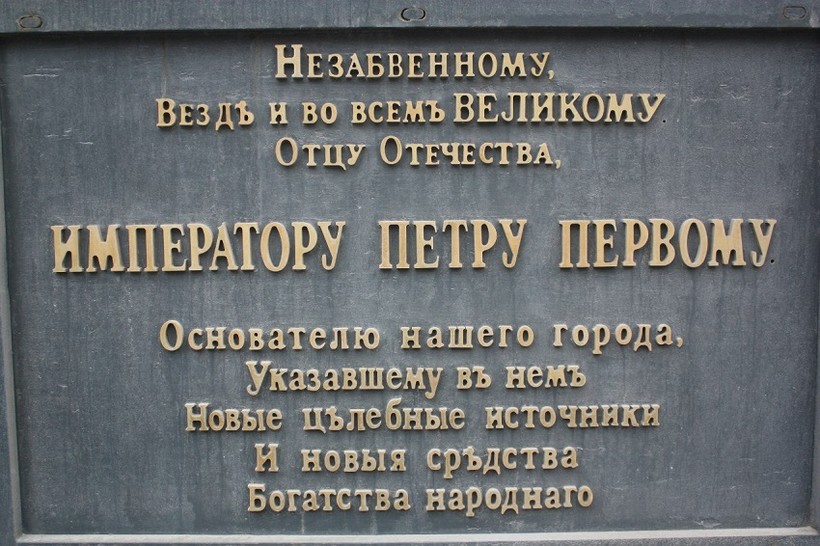 Незабвенному,
Вездѣ и во всемъ ВЕЛИКОМУ
Отцу Отечества,
ИМПЕРАТОРУ ПЕТРУ ПЕРВОМУ
Основателю нашего города,
Указавшему въ немъ
Новые цѣлебные источники
И новыя срѣдства
Богатства народнаго